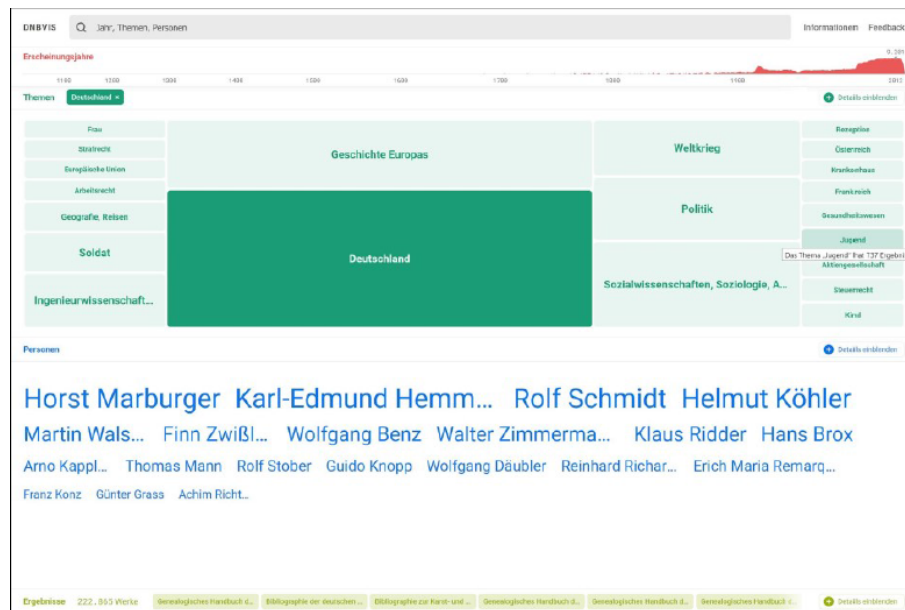 DNBVIS
Jahr, Themen, Personen
Informationen Feedback
Erscheinungsjahre
1100 1200 1300 1400 1500 1600 1700 1800 1900
Themen Deutschland × Details einblenden
Frau
Strafrecht
Europäische Union
Arbeitsrecht
Geografie, Reisen
Soldat
Ingenieurwissenschaft...
Geschichte Europas
Deutschland
Weltkrieg
Politik
Sozialwissenschaften, Soziologie, A...
Rezeption
Österreich
Krankenhaus
Frankreich
Gesundheitswesen
Jugend
Das Thema „Jugend“ hat 737 Ergebni
Aktiengesellschaft
Steuerrecht
Kind
Personen Details einblenden
Horst Marburger Karl-Edmund Hemm... Rolf Schmidt Helmut Köhler
Martin Wals... Finn Zwißl... Wolfgang Benz Walter Zimmerma... Klaus Ridder Hans Brox
Arno Kappl... Thomas Mann Rolf Stober Guido Knopp Wolfgang Däubler Reinhard Richar... Erich Maria Remarq...
Franz Konz Günter Grass Achim Richt...
Ergebnisse 222.865 Werke Genealogisches Handbuch d... Bibliographie der deutschen ... Bibliographie zur Kunst- und ... Genealogisches Handbuch d... Genealogisches Handbuch d... Genealogisches Handbuch d... Details einblenden